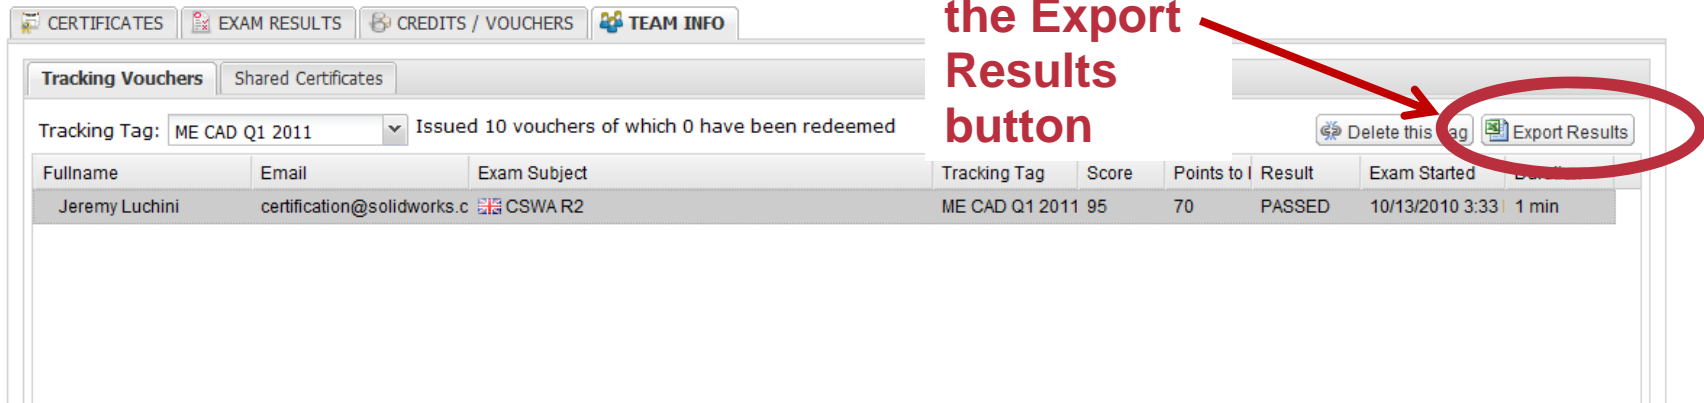 CERTIFICATES EXAM RESULTS CREDITS / VOUCHERS TEAM INFO
the Export
Results
button
Tracking Vouchers Shared Certificates
Tracking Tag: ME CAD Q1 2011 Issued 10 vouchers of which 0 have been redeemed Delete this ag Export Results
Fullname Email Exam Subject Tracking Tag Score Points to Result Exam Started
Jeremy Luchini certification@solidworks.c CSWA R2 ME CAD Q1 2011 95 70 PASSED 10/13/2010 3:33 1 min